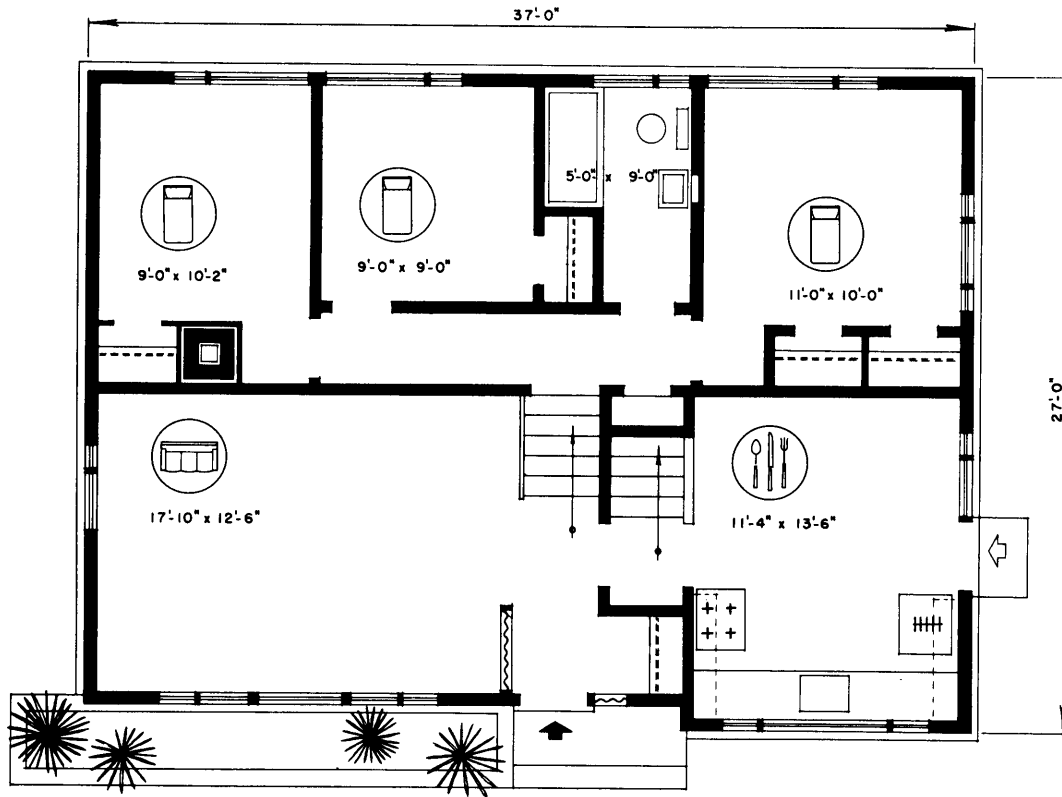 37'-0"
5'-0" x 9'-0"
9'-0" x 10'-2"
9'-0" x 9'-0"
11'-0" x 10'-0"
27'-0"
17'-10" x 12'-6"
11'-4" x 13'-6"